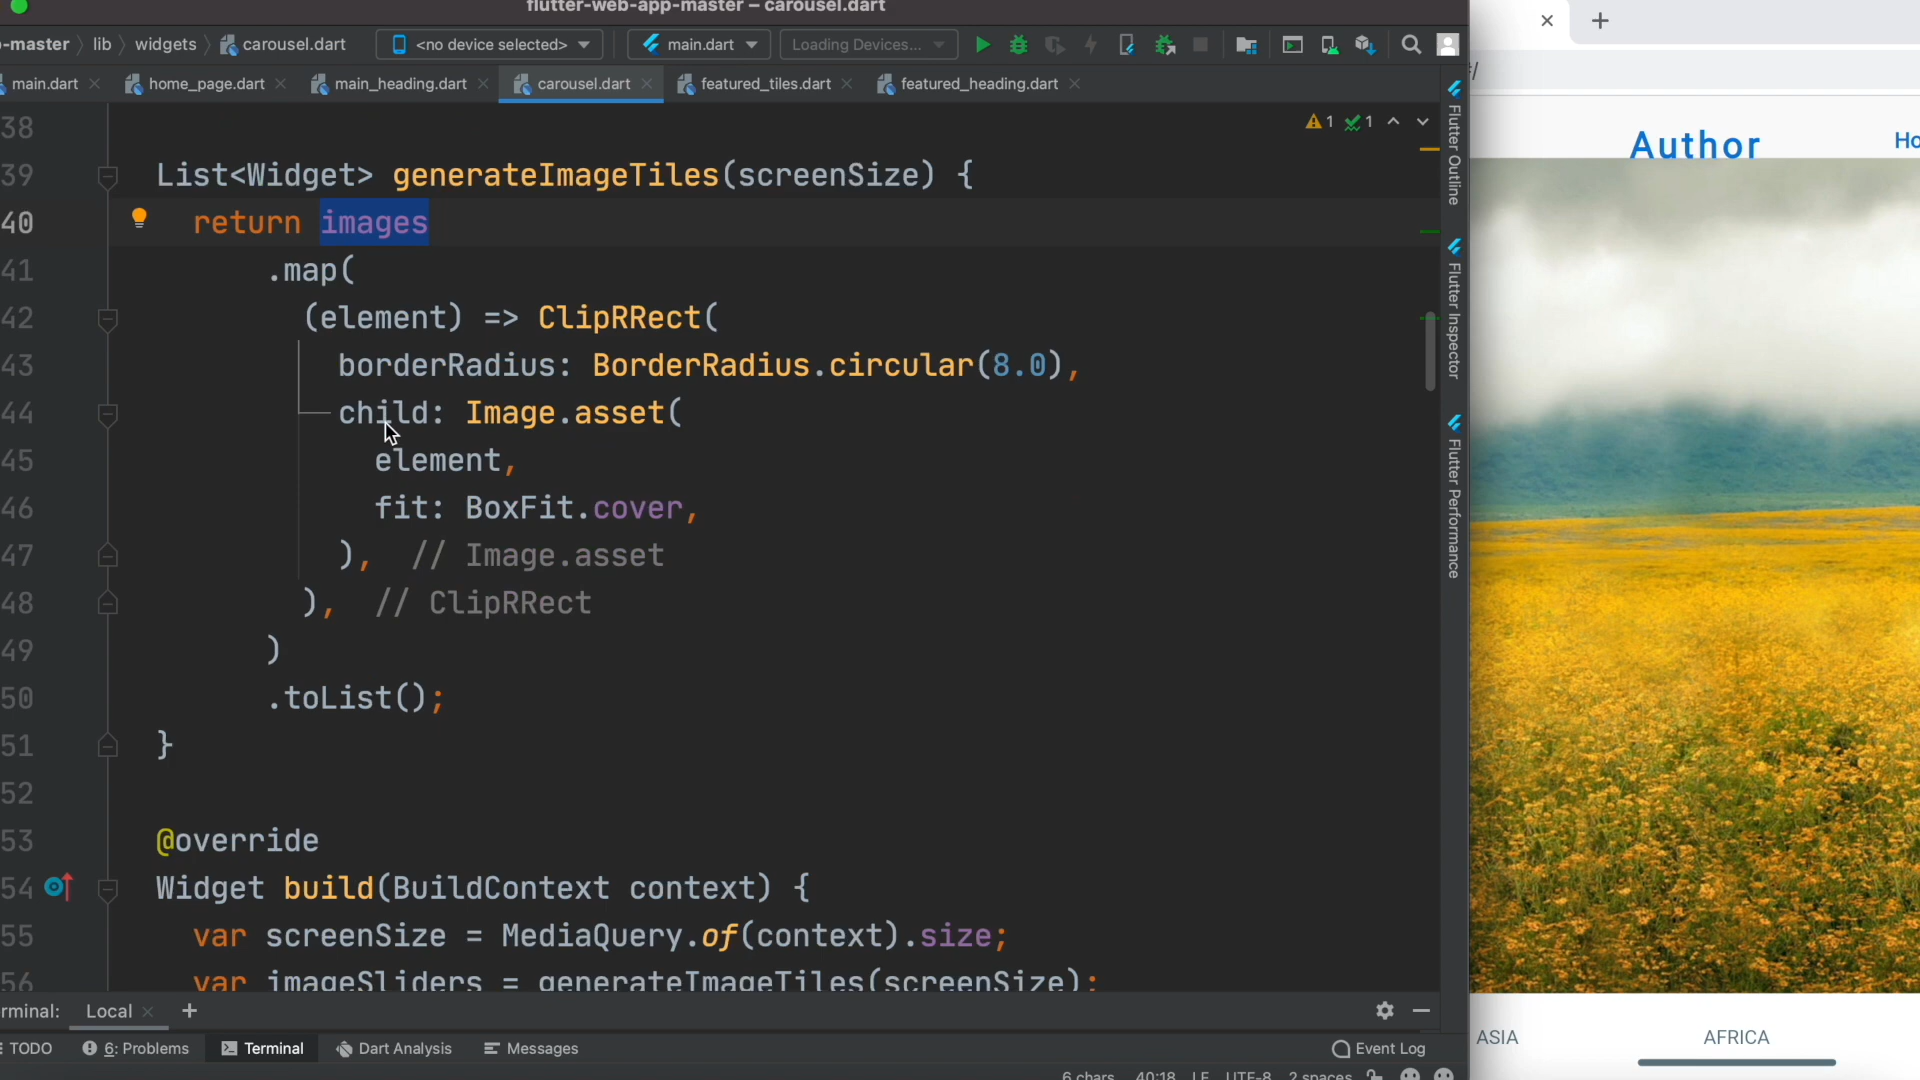 flutter-web-app-master – carousel.dart
-master
lib
widgets
carousel.dart
<no device selected>
main.dart
Loading Devices...
main.dart
home_page.dart
main_heading.dart
carousel.dart
featured_tiles.dart
featured_heading.dart
1
1
38
39 List<Widget> generateImageTiles(screenSize) {
40 return images
41 .map(
42 (element) => ClipRRect(
43 borderRadius: BorderRadius.circular(8.0),
44 child: Image.asset(
45 element,
46 fit: BoxFit.cover,
47 ), // Image.asset
48 ), // ClipRRect
49 )
50 .toList();
51 }
52
53 @override
54 Widget build(BuildContext context) {
55 var screenSize = MediaQuery.of(context).size;
56 var imageSliders = generateImageTiles(screenSize);
Flutter Outline
Flutter Inspector
Flutter Performance
rminal:
Local
+
TODO
6: Problems
Terminal
Dart Analysis
Messages
Event Log
6 chars
40:18
LF
UTF-8
2 spaces
/
Author
Ho
ASIA
AFRICA